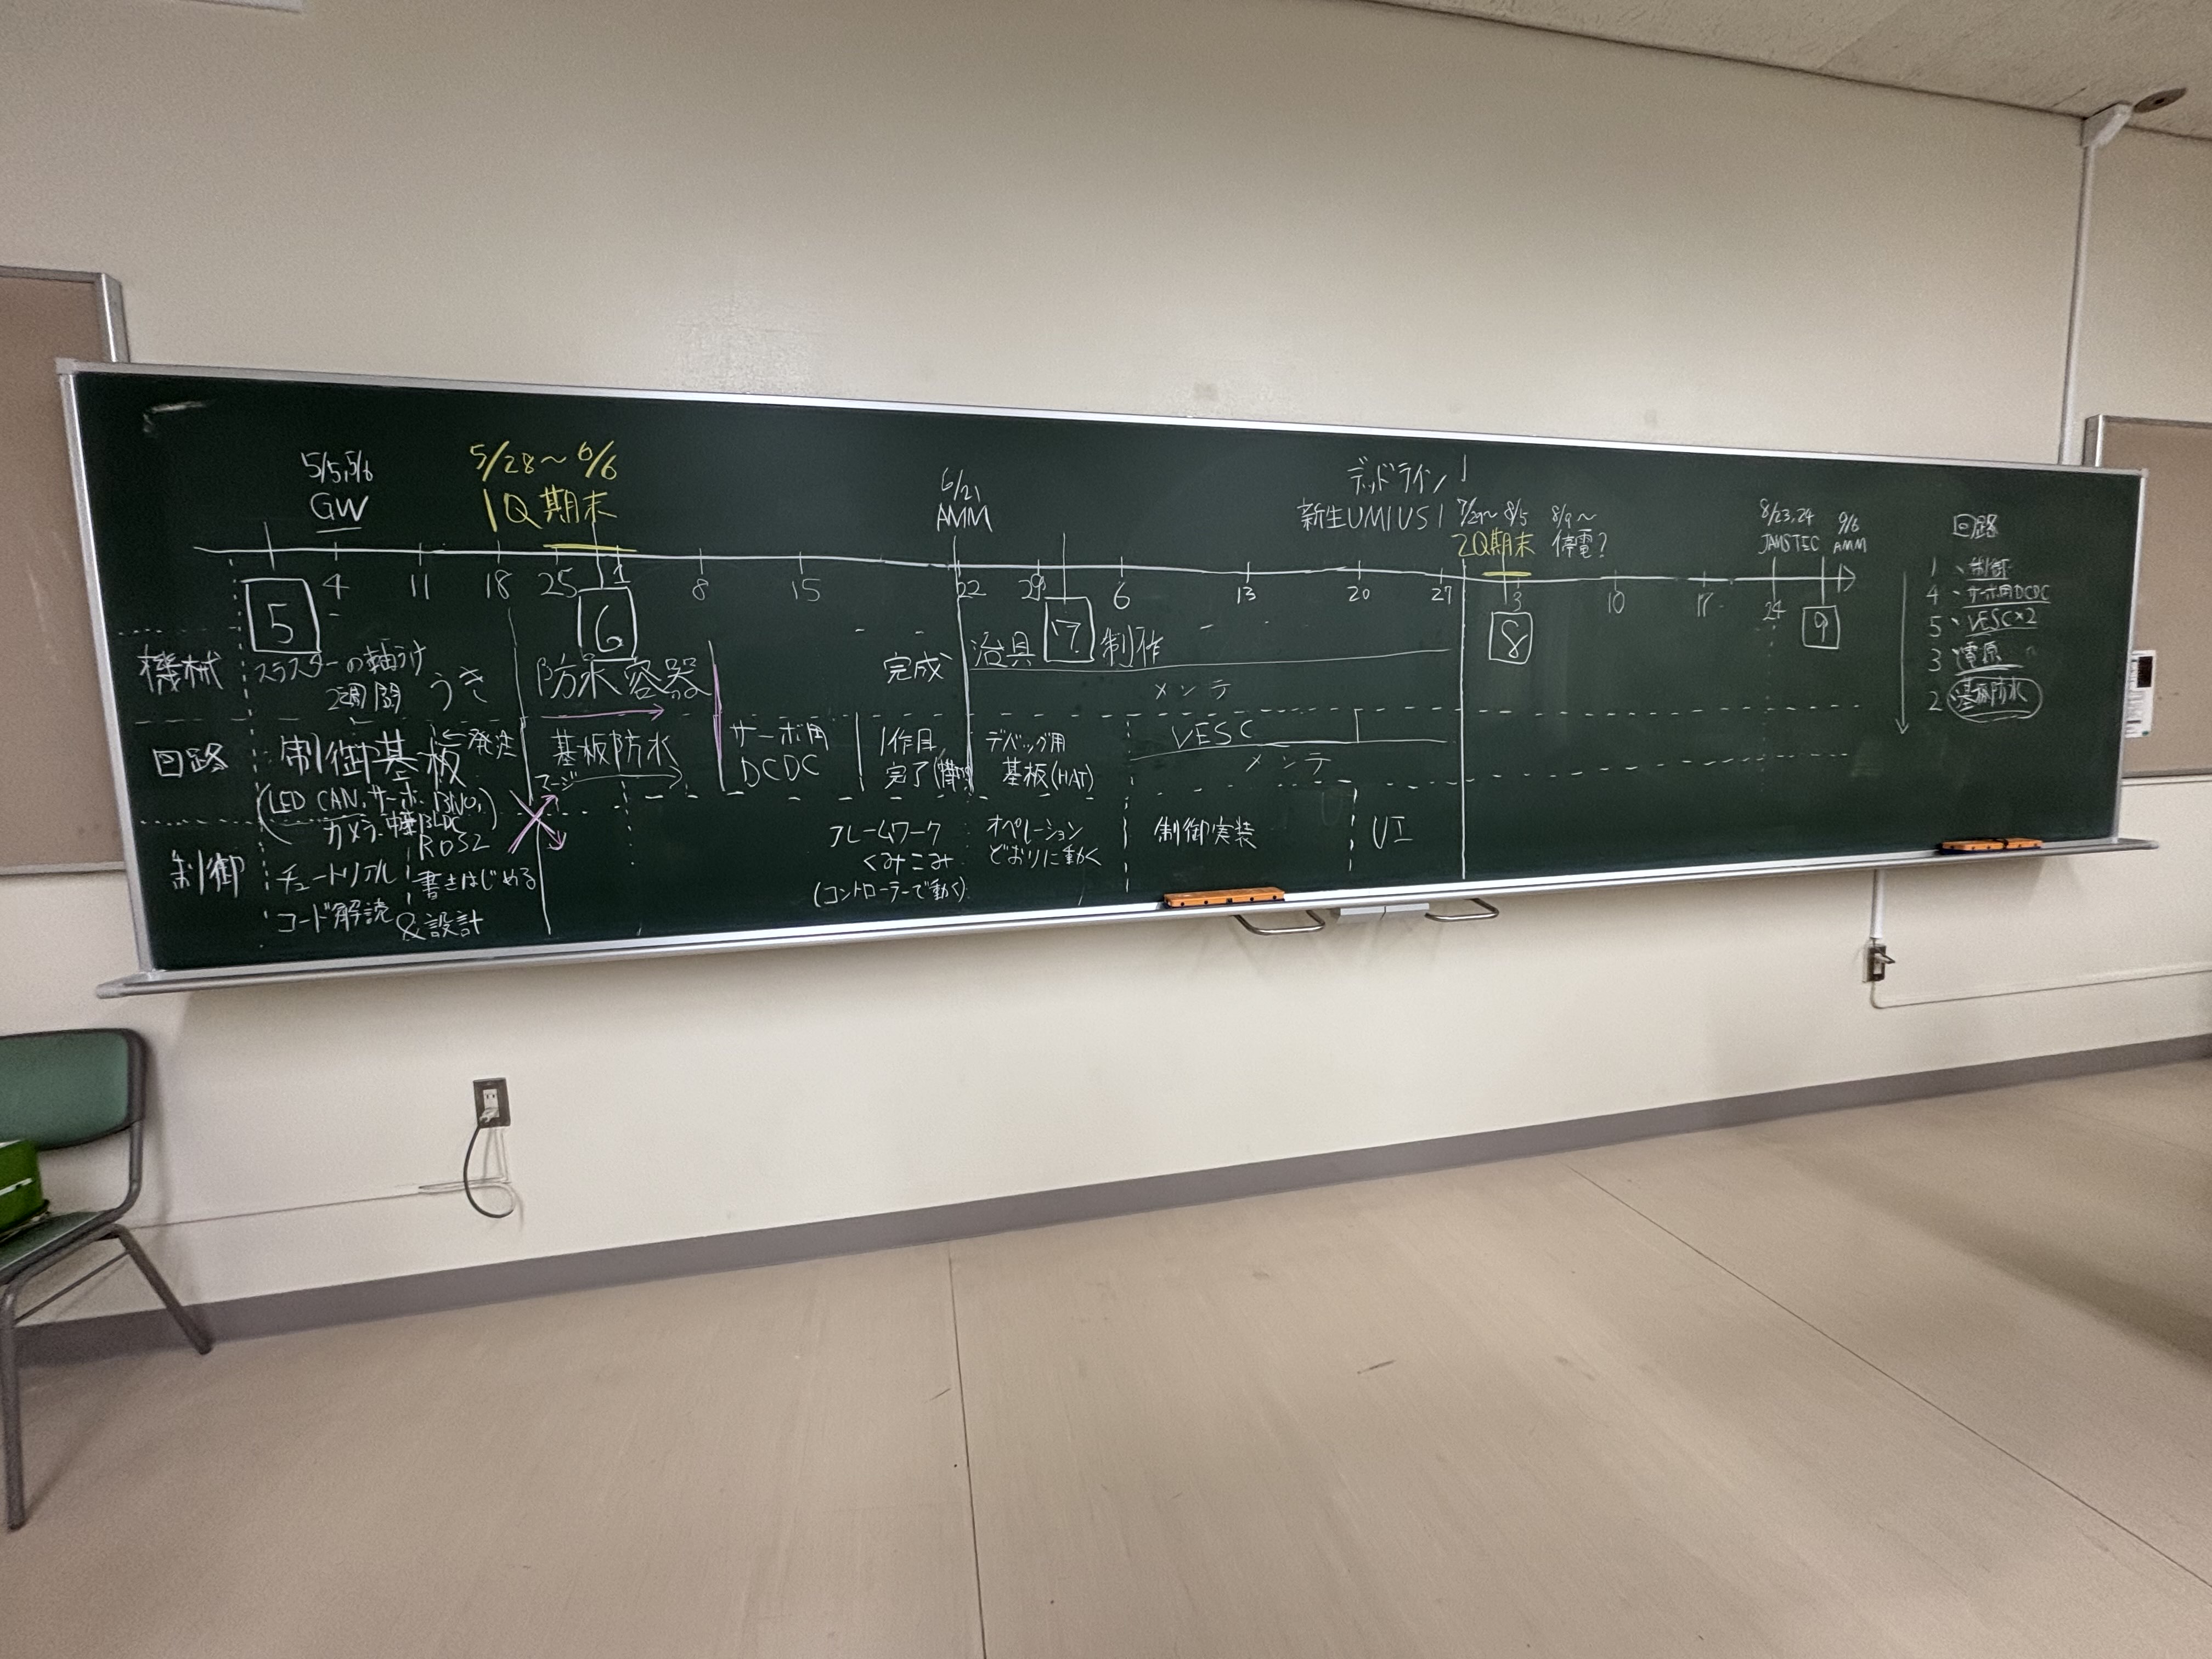 5/5,5/6
GW
5/28〜6/6
1Q期末
6/21
AMM
デッドライン
新生UMIUSI
7/29〜8/5
2Q期末
8/9〜
停電?
8/23,24
JAMSTEC
9/6
AMM
4 11 18 25 1 8 15 22 29 6 13 20 27 3 10 17 24
5 6 7 8 9
機械
スラスターの軸うけ
2週間
うき
防水容器
完成
治具 制作
メンテ
回路
制御基板
←発注
(LED CAN.サーボ.BNO,
カメラ. BLDC)
基板防水
サーボ用
DCDC
1作目
完了
デバッグ用
基板(HAT)
VESC
メンテ
制御
ROS2
チュートリアル
コード解読
書きはじめる
&設計
フレームワーク
くみこみ
(コントローラーで動く)
オペレーション
どおりに動く
制御実装
UI
回路
1、制御
4、サーボ用DCDC
5、VESC×2
3、電源
2、基板防水